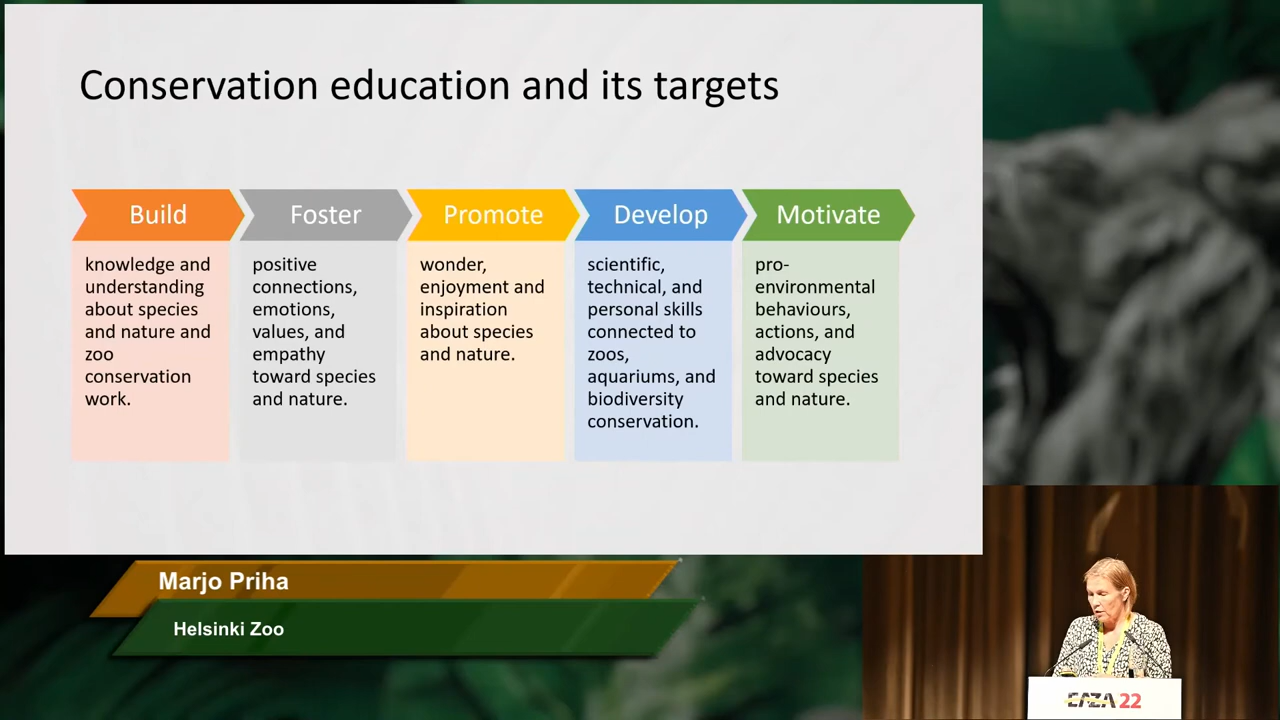 Conservation education and its targets
Build
knowledge and
understanding
about species
and nature and
zoo
conservation
work.
Foster
positive
connections,
emotions,
values, and
empathy
toward species
and nature.
Promote
wonder,
enjoyment and
inspiration
about species
and nature.
Develop
scientific,
technical, and
personal skills
connected to
zoos,
aquariums, and
biodiversity
conservation.
Motivate
pro-
environmental
behaviours,
actions, and
advocacy
toward species
and nature.
Marjo Priha
Helsinki Zoo
EAZA 22